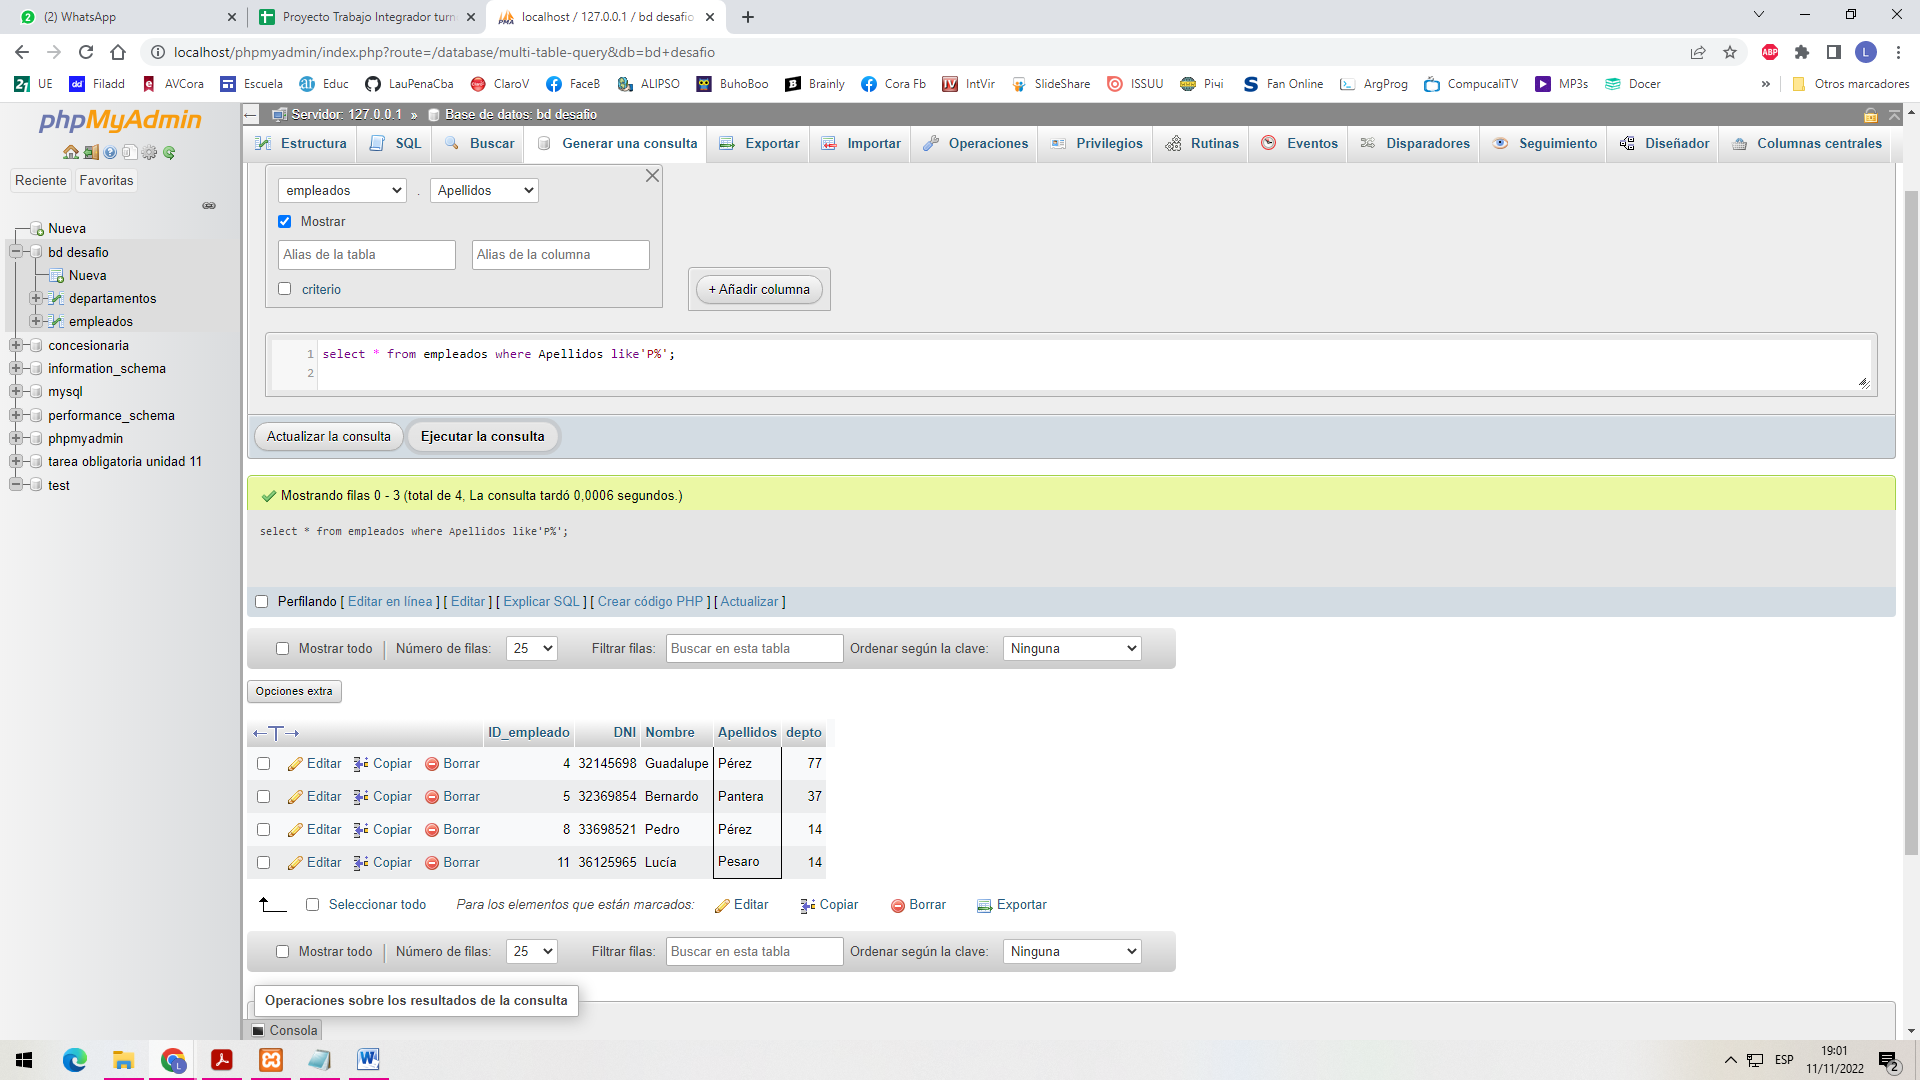 (2) WhatsApp
Proyecto Trabajo Integrador turn
localhost / 127.0.0.1 / bd desafio
localhost/phpmyadmin/index.php?route=/database/multi-table-query&db=bd+desafio
UE Filadd AVCora Escuela Educ LauPenaCba ClaroV FaceB ALIPSO BuhoBoo Brainly Cora Fb IntVir SlideShare ISSUU Piui Fan Online ArgProg CompucaliTV MP3s Docer » Otros marcadores
phpMyAdmin
Reciente Favoritas
Nueva
bd desafio
Nueva
departamentos
empleados
concesionaria
information_schema
mysql
performance_schema
phpmyadmin
tarea obligatoria unidad 11
test
Servidor: 127.0.0.1 » Base de datos: bd desafio
Estructura SQL Buscar Generar una consulta Exportar Importar Operaciones Privilegios Rutinas Eventos Disparadores Seguimiento Diseñador Columnas centrales
empleados . Apellidos
Mostrar
Alias de la tabla Alias de la columna
criterio
+ Añadir columna
1 select * from empleados where Apellidos like'P%';
2
Actualizar la consulta Ejecutar la consulta
Mostrando filas 0 - 3 (total de 4, La consulta tardó 0,0006 segundos.)
select * from empleados where Apellidos like'P%';
Perfilando [ Editar en línea ] [ Editar ] [ Explicar SQL ] [ Crear código PHP ] [ Actualizar ]
Mostrar todo Número de filas: 25 Filtrar filas: Buscar en esta tabla Ordenar según la clave: Ninguna
Opciones extra
←T→ ID_empleado DNI Nombre Apellidos depto
Editar Copiar Borrar 4 32145698 Guadalupe Pérez 77
Editar Copiar Borrar 5 32369854 Bernardo Pantera 37
Editar Copiar Borrar 8 33698521 Pedro Pérez 14
Editar Copiar Borrar 11 36125965 Lucía Pesaro 14
Seleccionar todo Para los elementos que están marcados: Editar Copiar Borrar Exportar
Mostrar todo Número de filas: 25 Filtrar filas: Buscar en esta tabla Ordenar según la clave: Ninguna
Operaciones sobre los resultados de la consulta
Consola
ESP
19:01
11/11/2022
2